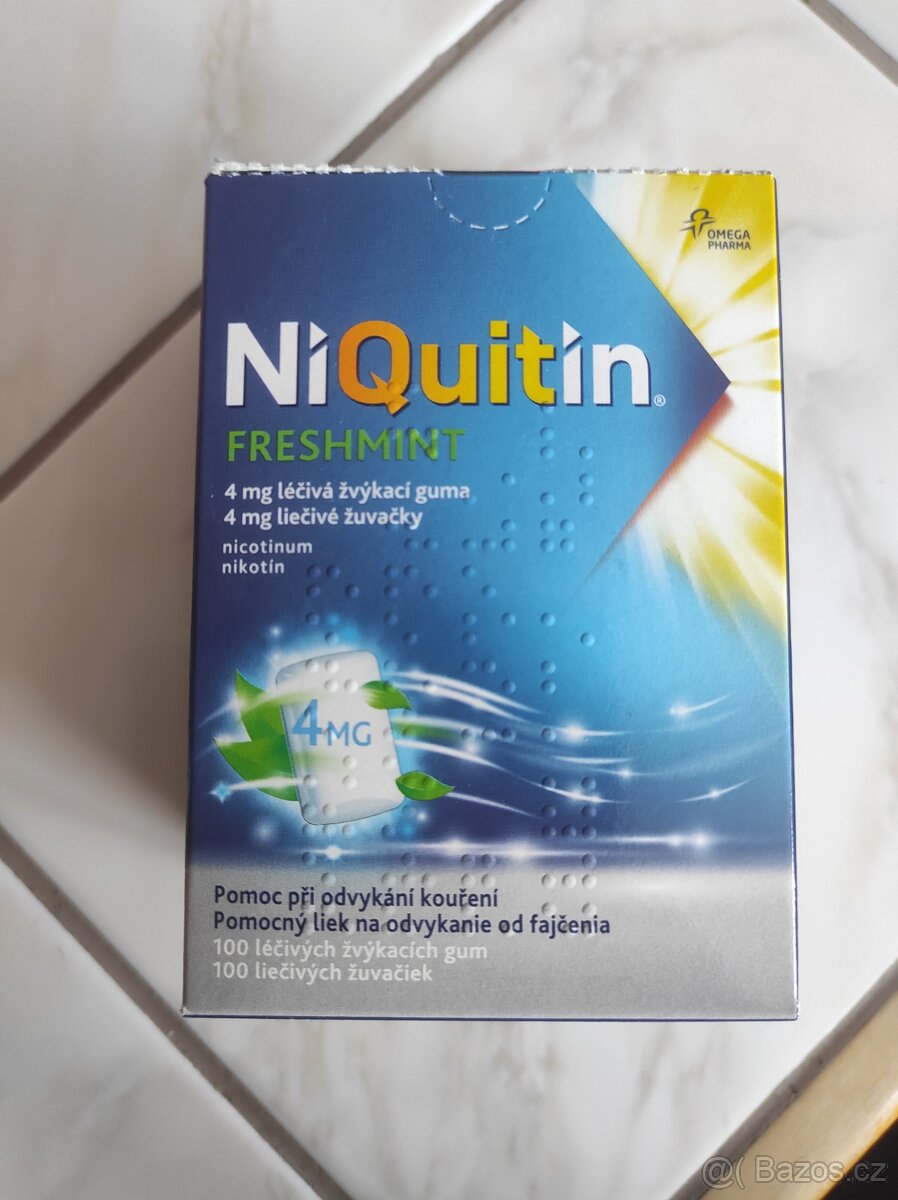 OMEGA
PHARMA
NiQuitin®
FRESHMINT
4 mg léčivá žvýkací guma
4 mg liečivé žuvačky
nicotinum
nikotín
4MG
Pomoc při odvykání kouření
Pomocný liek na odvykanie od fajčenia
100 léčivých žvýkacích gum
100 liečivých žuvačiek
@( Bazos.cz